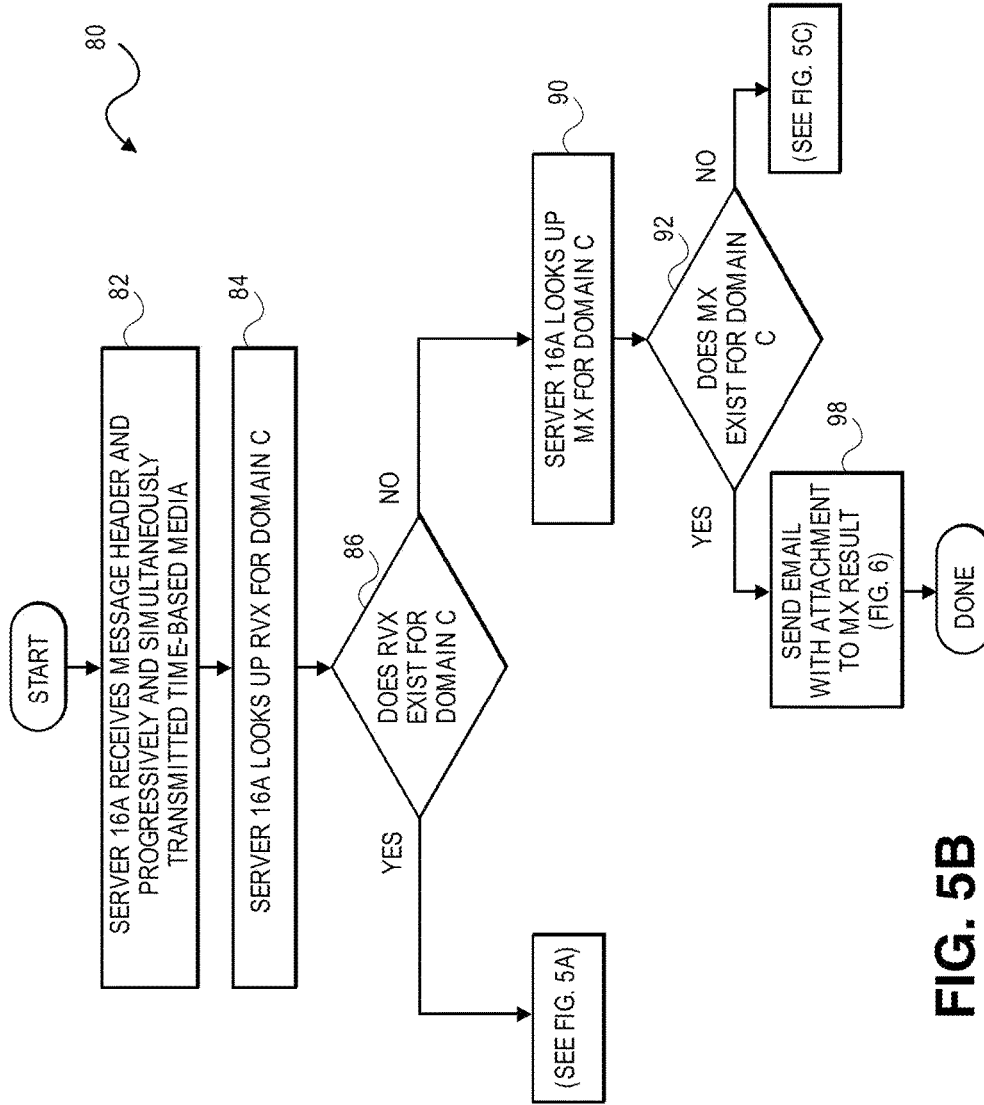 80
START
82
SERVER 16A RECEIVES MESSAGE HEADER AND
PROGRESSIVELY AND SIMULTANEOUSLY
TRANSMITTED TIME-BASED MEDIA
84
SERVER 16A LOOKS UP RVX FOR DOMAIN C
86
DOES RVX
EXIST FOR
DOMAIN C
YES
NO
(SEE FIG. 5A)
90
SERVER 16A LOOKS UP
MX FOR DOMAIN C
92
DOES MX
EXIST FOR DOMAIN
C
YES
NO
98
SEND EMAIL
WITH ATTACHMENT
TO MX RESULT
(FIG. 6)
(SEE FIG. 5C)
DONE
FIG. 5B